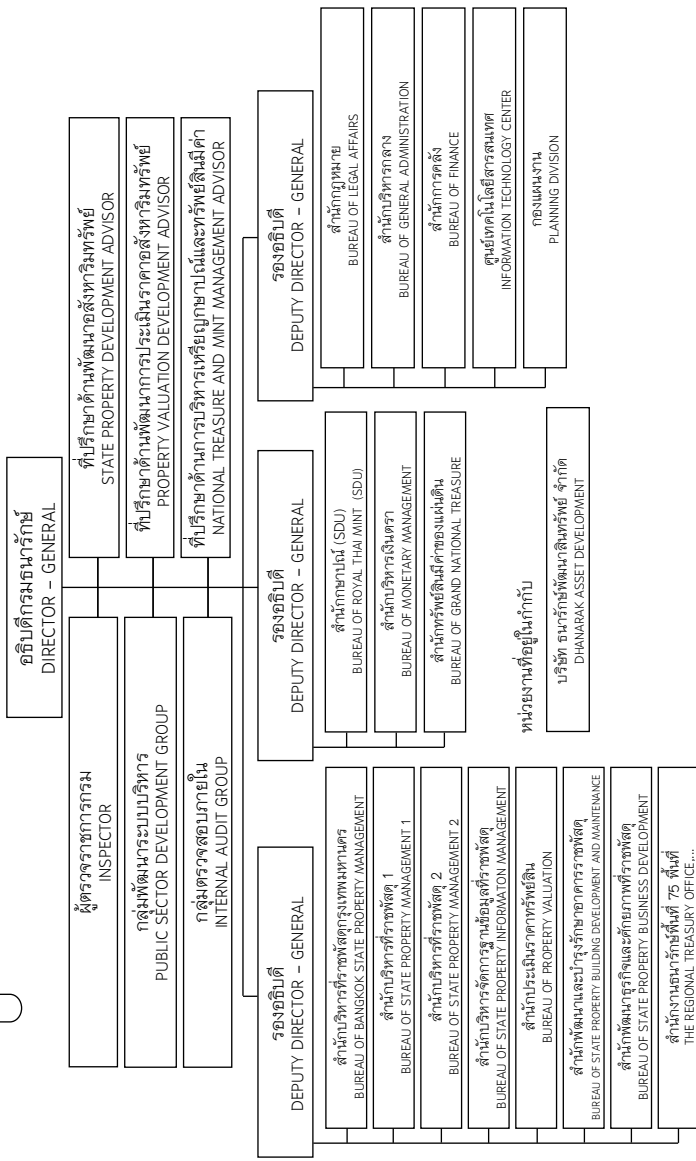 อธิบดีกรมธนารักษ์
DIRECTOR – GENERAL
ผู้ตรวจราชการกรม
INSPECTOR
ที่ปรึกษาด้านพัฒนาอสังหาริมทรัพย์
STATE PROPERTY DEVELOPMENT ADVISOR
กลุ่มพัฒนาระบบบริหาร
PUBLIC SECTOR DEVELOPMENT GROUP
ที่ปรึกษาด้านพัฒนาการประเมินราคาอสังหาริมทรัพย์
PROPERTY VALUATION DEVELOPMENT ADVISOR
กลุ่มตรวจสอบภายใน
INTERNAL AUDIT GROUP
ที่ปรึกษาด้านการบริหารเหรียญกษาปณ์และทรัพย์สินมีค่า
NATIONAL TREASURE AND MINT MANAGEMENT ADVISOR
รองอธิบดี
DEPUTY DIRECTOR – GENERAL
สำนักบริหารที่ราชพัสดุกรุงเทพมหานคร
BUREAU OF BANGKOK STATE PROPERTY MANAGEMENT
สำนักบริหารที่ราชพัสดุ 1
BUREAU OF STATE PROPERTY MANAGEMENT 1
สำนักบริหารที่ราชพัสดุ 2
BUREAU OF STATE PROPERTY MANAGEMENT 2
สำนักบริหารจัดการฐานข้อมูลที่ราชพัสดุ
BUREAU OF STATE PROPERTY INFORMATON MANAGEMENT
สำนักประเมินราคาทรัพย์สิน
BUREAU OF PROPERTY VALUATION
สำนักพัฒนาและบำรุงรักษาอาคารราชพัสดุ
BUREAU OF STATE PROPERTY BUILDING DEVELOPMENT AND MAINTENANCE
สำนักพัฒนาธุรกิจและศักยภาพที่ราชพัสดุ
BUREAU OF STATE PROPERTY BUSINESS DEVELOPMENT
สำนักงานธนารักษ์พื้นที่ 75 พื้นที่
THE REGIONAL TREASURY OFFICE,...
รองอธิบดี
DEPUTY DIRECTOR – GENERAL
สำนักกษาปณ์ (SDU)
BUREAU OF ROYAL THAI MINT (SDU)
สำนักบริหารเงินตรา
BUREAU OF MONETARY MANAGEMENT
สำนักทรัพย์สินมีค่าของแผ่นดิน
BUREAU OF GRAND NATIONAL TREASURE
หน่วยงานที่อยู่ในกำกับ
บริษัท ธนารักษ์พัฒนาสินทรัพย์ จำกัด
DHANARAK ASSET DEVELOPMENT
รองอธิบดี
DEPUTY DIRECTOR – GENERAL
สำนักกฎหมาย
BUREAU OF LEGAL AFFAIRS
สำนักบริหารกลาง
BUREAU OF GENERAL ADMINISTRATION
สำนักการคลัง
BUREAU OF FINANCE
ศูนย์เทคโนโลยีสารสนเทศ
INFORMATION TECHNOLOGY CENTER
กองแผนงาน
PLANNING DIVISION